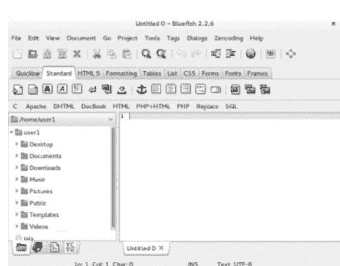 Untitled 0 - Bluefish 2.2.6
File Edit View Document Go Project Tools Tags Dialogs Zencoding Help
Quickbar Standard HTML 5 Formatting Tables List CSS Forms Fonts Frames
C Apache DHTML DocBook HTML PHP+HTML PHP Replace SQL
/home/user1
1
user1
Desktop
Documents
Downloads
Music
Pictures
Public
Templates
Videos
Untitled 0
Ln: 1, Col: 1, Char: 0 INS Text, UTF-8